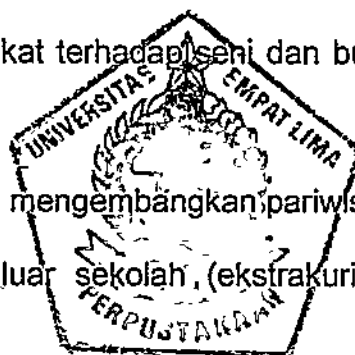 kat terhadap seni dan bu
UNIVERSITAS EMPAT LIMA
mengembangkan pariwis
luar sekolah (ekstrakuri
PERPUSTAKAAN